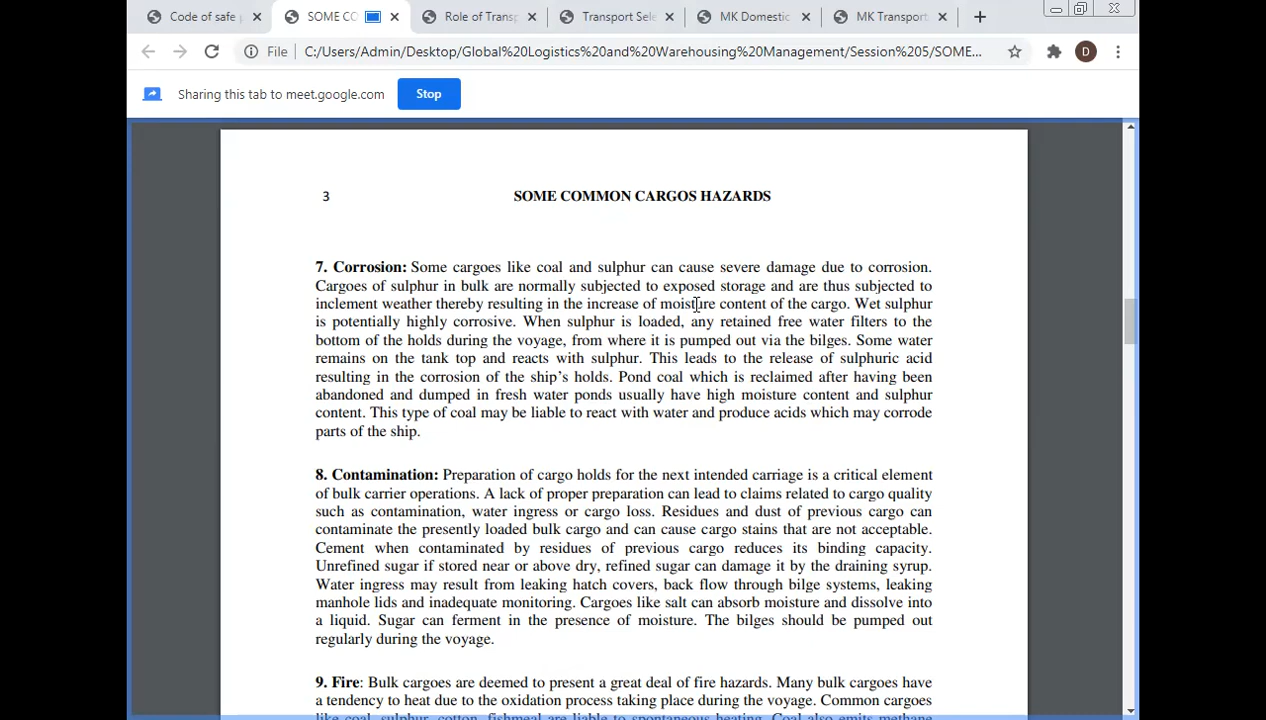 Code of safe
SOME CO
Role of Transp
Transport Sele
MK Domestic
MK Transport
File
C:/Users/Admin/Desktop/Global%20Logistics%20and%20Warehousing%20Management/Session%205/SOME...
D
Sharing this tab to meet.google.com
Stop
3
SOME COMMON CARGOS HAZARDS
7. Corrosion: Some cargoes like coal and sulphur can cause severe damage due to corrosion.
Cargoes of sulphur in bulk are normally subjected to exposed storage and are thus subjected to
inclement weather thereby resulting in the increase of moisture content of the cargo. Wet sulphur
is potentially highly corrosive. When sulphur is loaded, any retained free water filters to the
bottom of the holds during the voyage, from where it is pumped out via the bilges. Some water
remains on the tank top and reacts with sulphur. This leads to the release of sulphuric acid
resulting in the corrosion of the ship's holds. Pond coal which is reclaimed after having been
abandoned and dumped in fresh water ponds usually have high moisture content and sulphur
content. This type of coal may be liable to react with water and produce acids which may corrode
parts of the ship.
8. Contamination: Preparation of cargo holds for the next intended carriage is a critical element
of bulk carrier operations. A lack of proper preparation can lead to claims related to cargo quality
such as contamination, water ingress or cargo loss. Residues and dust of previous cargo can
contaminate the presently loaded bulk cargo and can cause cargo stains that are not acceptable.
Cement when contaminated by residues of previous cargo reduces its binding capacity.
Unrefined sugar if stored near or above dry, refined sugar can damage it by the draining syrup.
Water ingress may result from leaking hatch covers, back flow through bilge systems, leaking
manhole lids and inadequate monitoring. Cargoes like salt can absorb moisture and dissolve into
a liquid. Sugar can ferment in the presence of moisture. The bilges should be pumped out
regularly during the voyage.
9. Fire: Bulk cargoes are deemed to present a great deal of fire hazards. Many bulk cargoes have
a tendency to heat due to the oxidation process taking place during the voyage. Common cargoes
like coal, sulphur, cotton, fishmeal are liable to spontaneous heating. Coal also emits methane